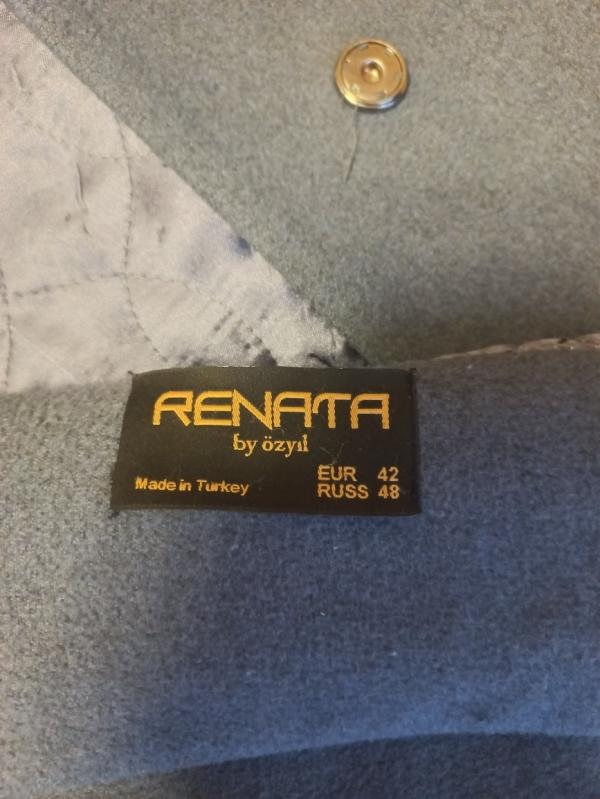 RENATA
by özyıl
Made in Turkey
EUR 42
RUSS 48